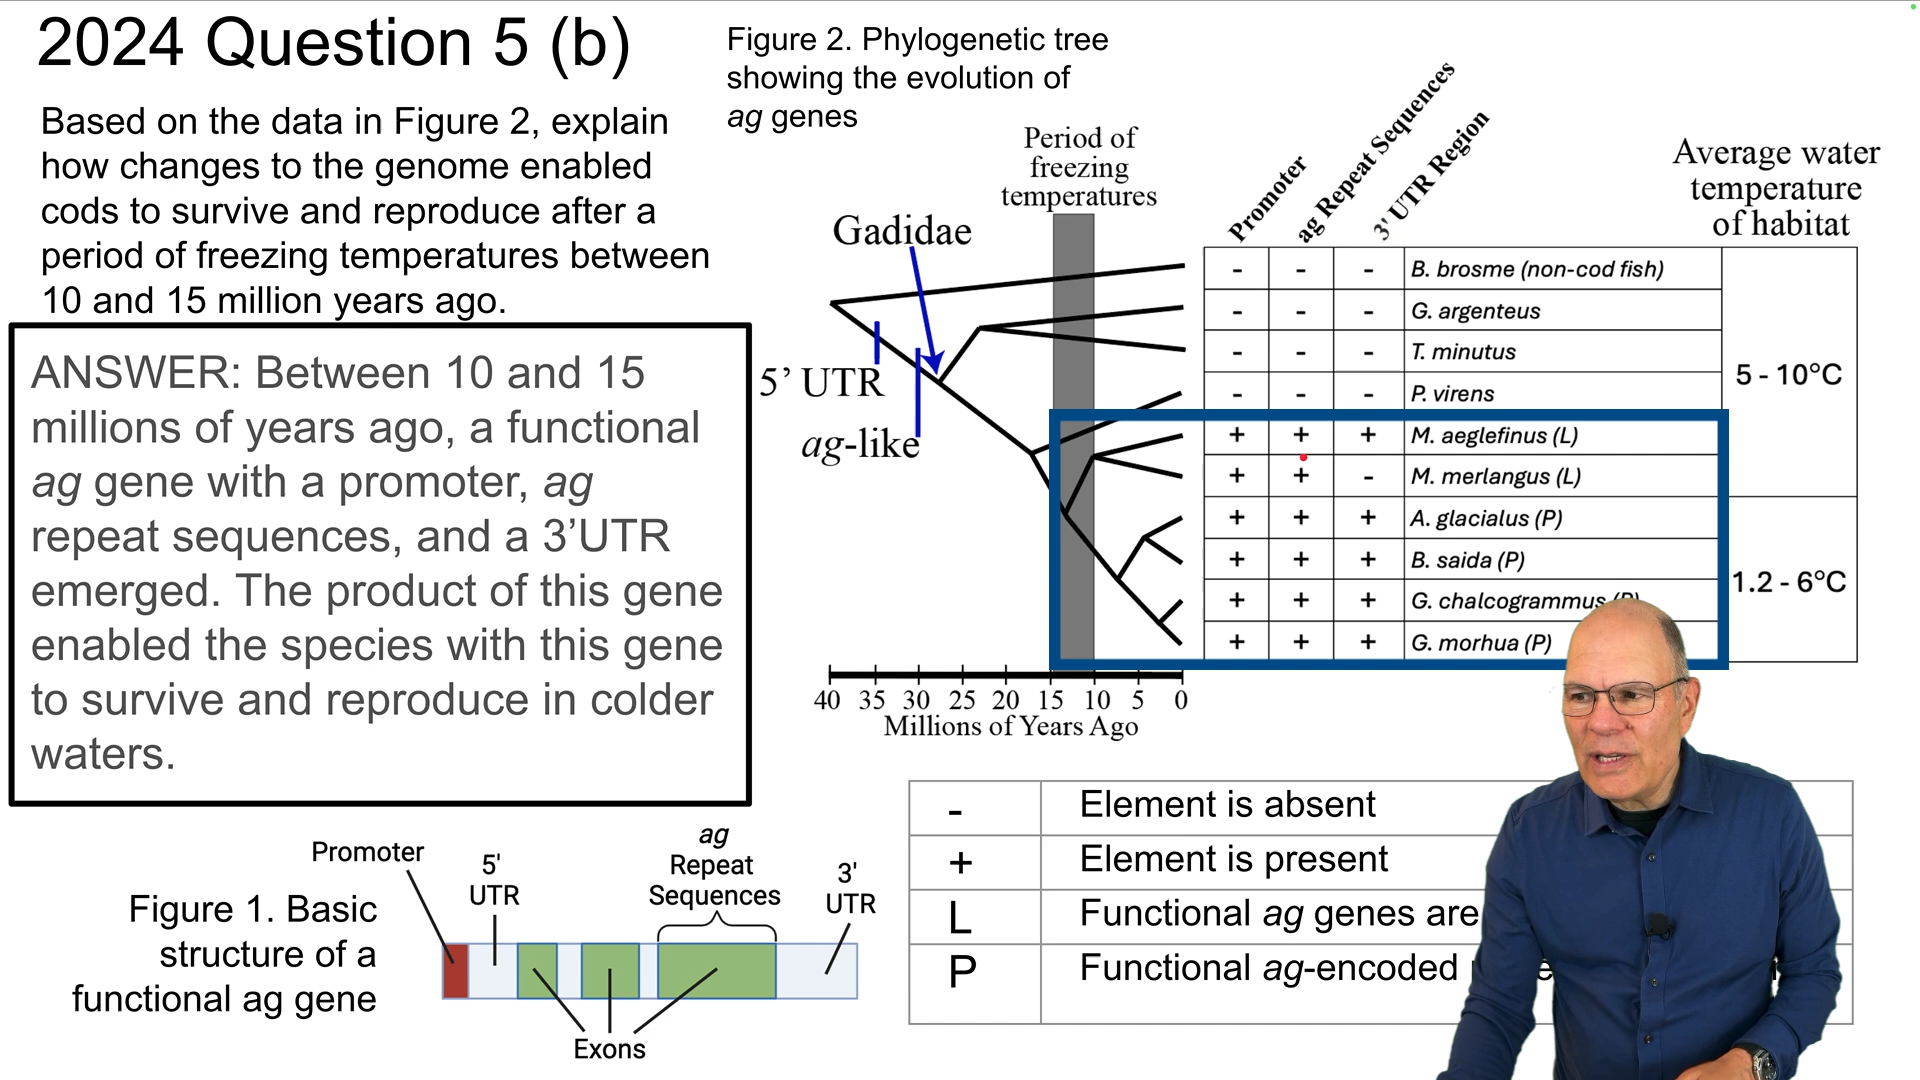 2024 Question 5 (b)
Based on the data in Figure 2, explain
how changes to the genome enabled
cods to survive and reproduce after a
period of freezing temperatures between
10 and 15 million years ago.
ANSWER: Between 10 and 15
millions of years ago, a functional
ag gene with a promoter, ag
repeat sequences, and a 3’UTR
emerged. The product of this gene
enabled the species with this gene
to survive and reproduce in colder
waters.
Figure 2. Phylogenetic tree
showing the evolution of
ag genes
Period of
freezing
temperatures
Gadidae
5’ UTR
ag-like
Promoter
ag Repeat Sequences
3' UTR Region
Average water
temperature
of habitat
- - - B. brosme (non-cod fish)
- - - G. argenteus
- - - T. minutus
- - - P. virens
+ + + M. aeglefinus (L)
+ + - M. merlangus (L)
+ + + A. glacialus (P)
+ + + B. saida (P)
+ + + G. chalcogrammus (P)
+ + + G. morhua (P)
5 - 10°C
1.2 - 6°C
40 35 30 25 20 15 10 5 0
Millions of Years Ago
Figure 1. Basic
structure of a
functional ag gene
Promoter
5'
UTR
ag
Repeat
Sequences
3'
UTR
Exons
- Element is absent
+ Element is present
L Functional ag genes are
P Functional ag-encoded